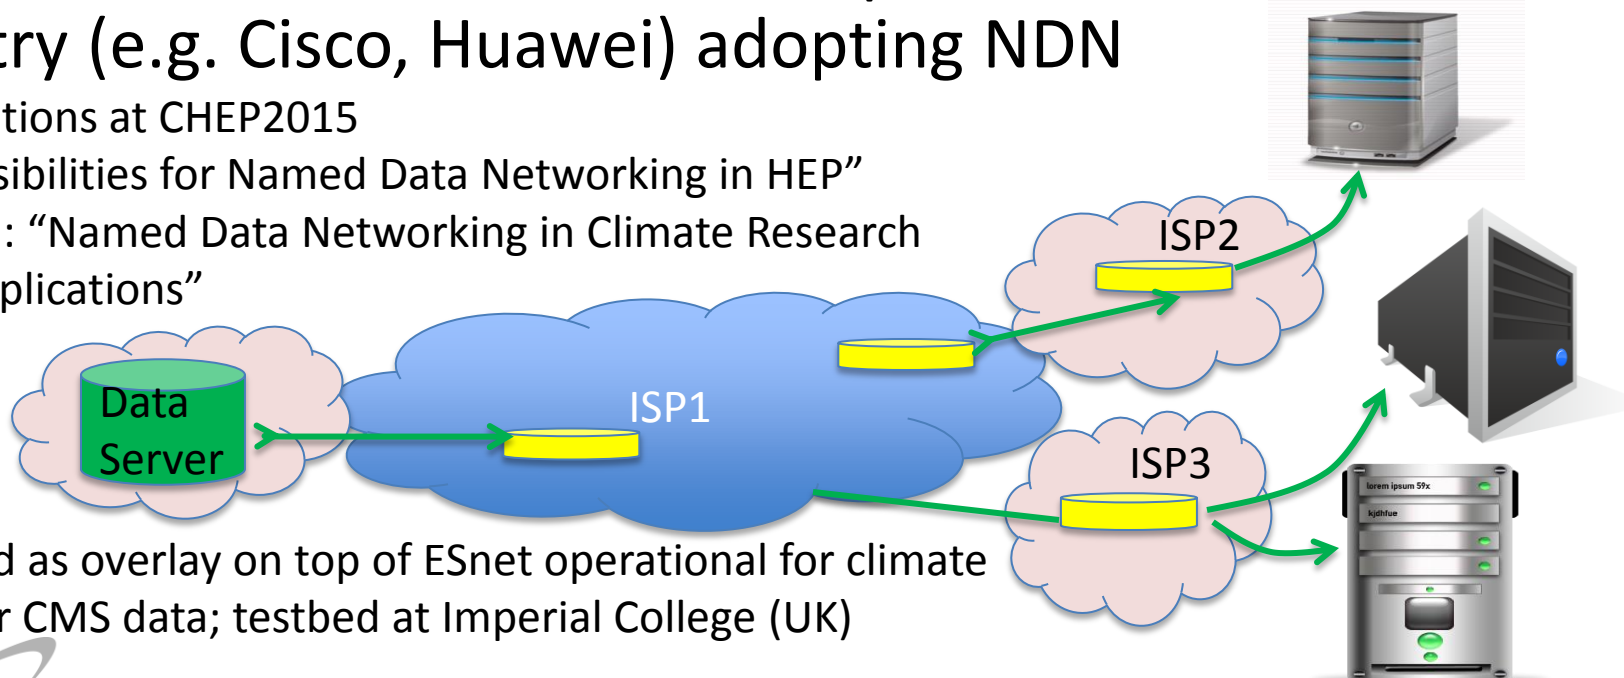 try (e.g. Cisco, Huawei) adopting NDN
tions at CHEP2015
sibilities for Named Data Networking in HEP”
: “Named Data Networking in Climate Research
plications”
ISP2
ISP1
Data
Server
ISP3
lorem ipsum 59x
kjdhfue
d as overlay on top of ESnet operational for climate
r CMS data; testbed at Imperial College (UK)